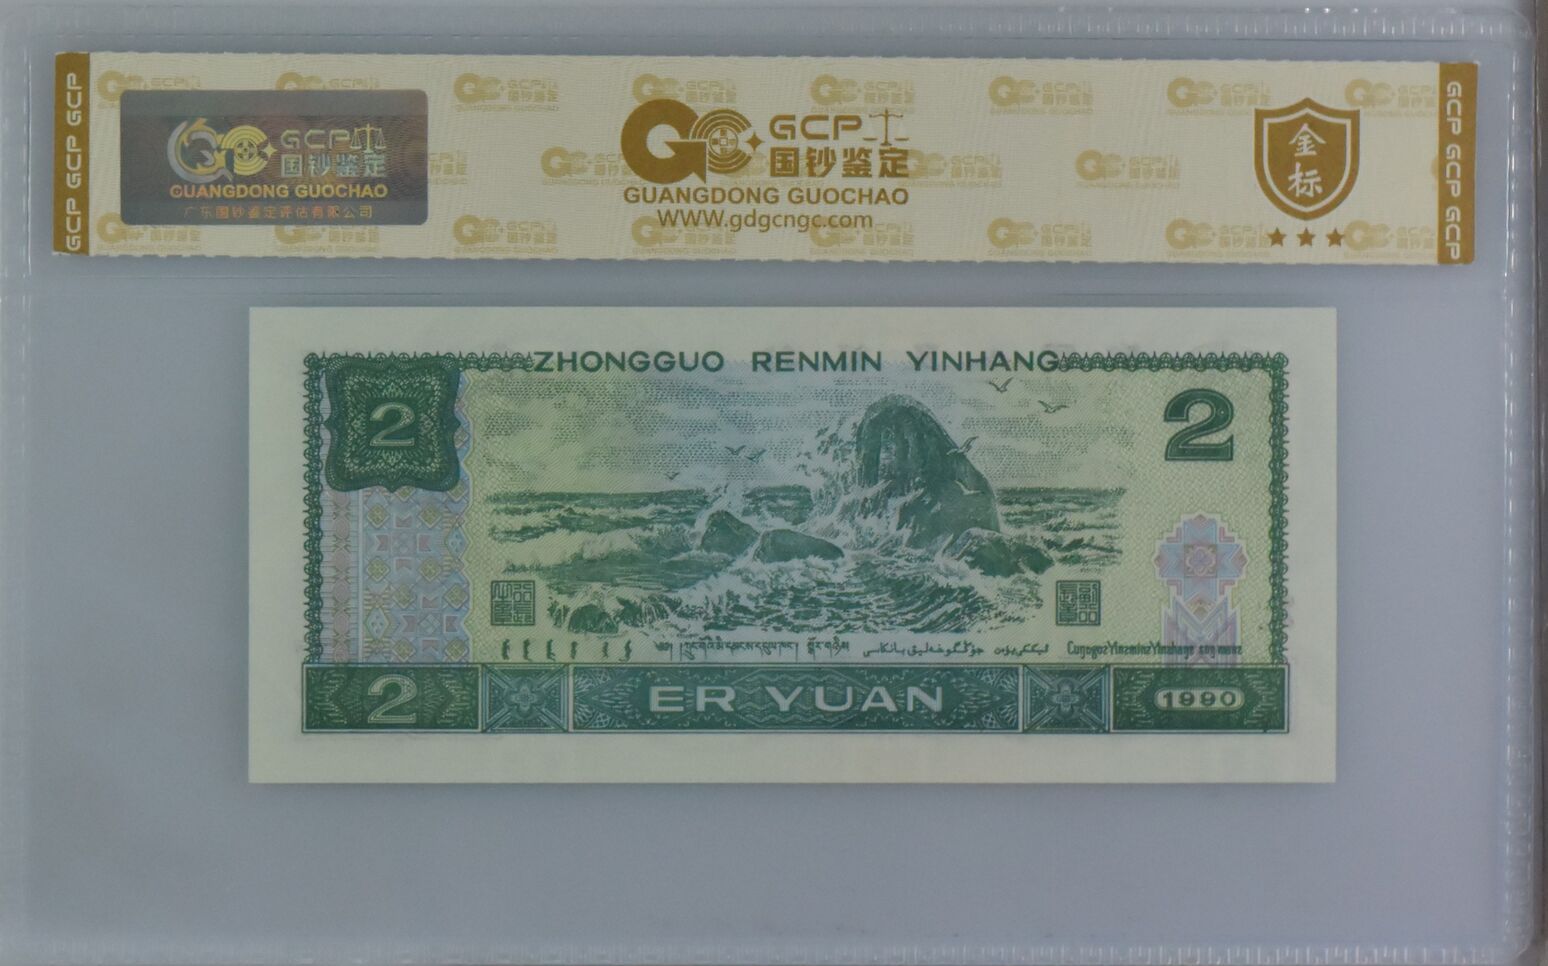 GCP GCP GCP
GCP 国钞鉴定
GUANGDONG GUOCHAO
广东国钞鉴定评估有限公司
GCP
国钞鉴定
GUANGDONG GUOCHAO
WWW.gdgcngc.com
金标
GCP GCP GCP
ZHONGGUO RENMIN YINHANG
2
2
2
ER YUAN
1990